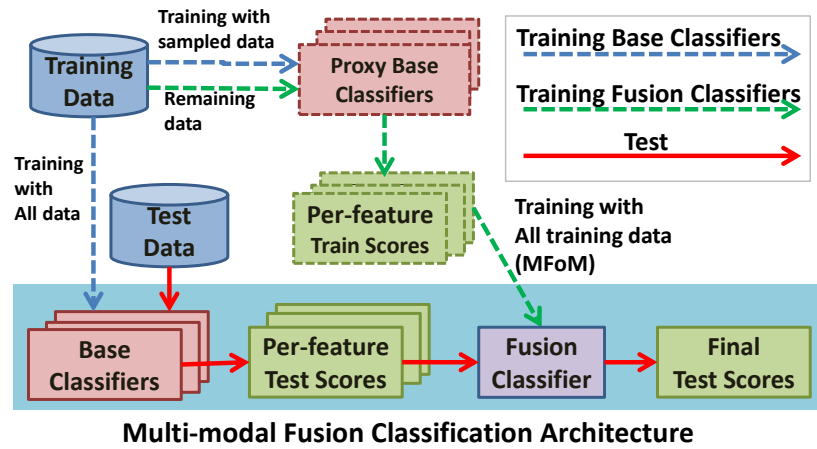 Training with
sampled data
Training
Data
Remaining
data
Proxy Base
Classifiers
Training Base Classifiers
Training Fusion Classifiers
Test
Training
with
All data
Test
Data
Per-feature
Train Scores
Training with
All training data
(MFoM)
Base
Classifiers
Per-feature
Test Scores
Fusion
Classifier
Final
Test Scores
Multi-modal Fusion Classification Architecture